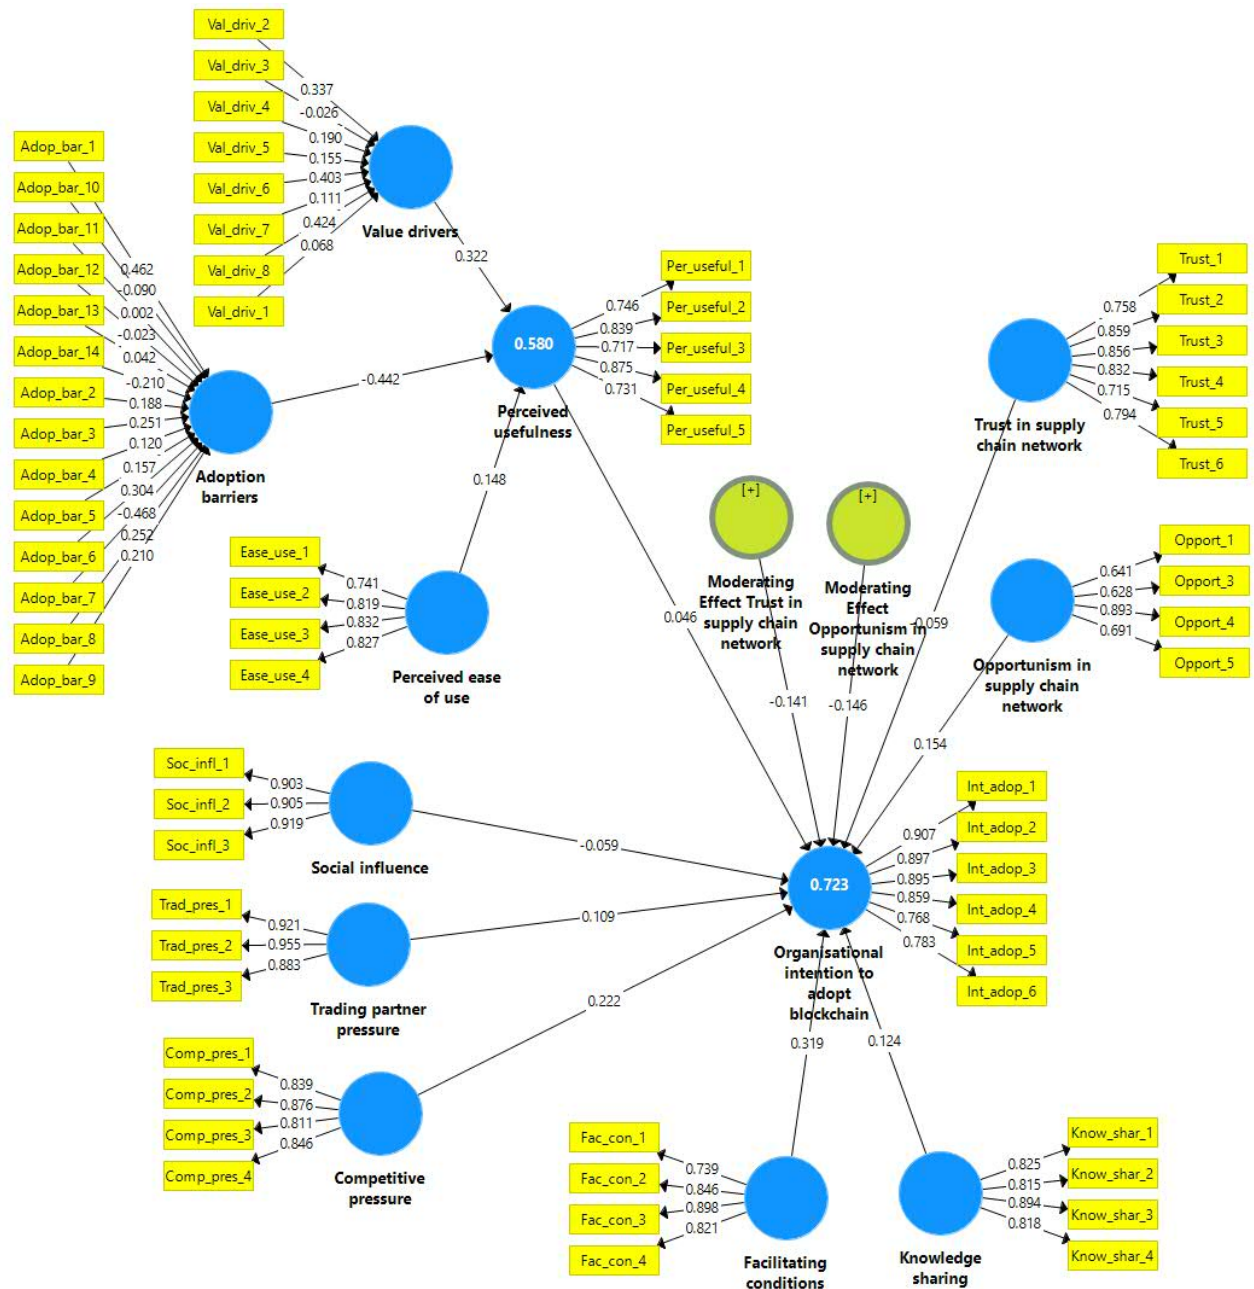 Val_driv_2
Val_driv_3
Val_driv_4
Val_driv_5
Val_driv_6
Val_driv_7
Val_driv_8
Val_driv_1
0.337
-0.026
0.190
0.155
0.403
0.111
0.424
0.068
Value drivers
0.322
Adop_bar_1
Adop_bar_10
Adop_bar_11
Adop_bar_12
Adop_bar_13
Adop_bar_14
Adop_bar_2
Adop_bar_3
Adop_bar_4
Adop_bar_5
Adop_bar_6
Adop_bar_7
Adop_bar_8
Adop_bar_9
0.462
-0.090
0.002
-0.023
0.042
-0.210
0.188
0.251
0.120
0.157
0.304
-0.468
0.252
0.210
Adoption
barriers
-0.442
0.580
Perceived
usefulness
0.746
0.839
0.717
0.875
0.731
Per_useful_1
Per_useful_2
Per_useful_3
Per_useful_4
Per_useful_5
0.148
Ease_use_1
Ease_use_2
Ease_use_3
Ease_use_4
0.741
0.819
0.832
0.827
Perceived ease
of use
0.046
[+]
Moderating
Effect Trust in
supply chain
network
-0.141
[+]
Moderating
Effect
Opportunism in
supply chain
network
-0.146
Trust_1
Trust_2
Trust_3
Trust_4
Trust_5
Trust_6
0.758
0.859
0.856
0.832
0.715
0.794
Trust in supply
chain network
0.059
Opport_1
Opport_3
Opport_4
Opport_5
0.641
0.628
0.893
0.691
Opportunism in
supply chain
network
0.154
Soc_infl_1
Soc_infl_2
Soc_infl_3
0.903
0.905
0.919
Social influence
-0.059
Trad_pres_1
Trad_pres_2
Trad_pres_3
0.921
0.955
0.883
Trading partner
pressure
0.109
Comp_pres_1
Comp_pres_2
Comp_pres_3
Comp_pres_4
0.839
0.876
0.811
0.846
Competitive
pressure
0.222
0.723
Organisational
intention to
adopt
blockchain
0.907
0.897
0.895
0.859
0.768
0.783
Int_adop_1
Int_adop_2
Int_adop_3
Int_adop_4
Int_adop_5
Int_adop_6
0.319
0.124
Fac_con_1
Fac_con_2
Fac_con_3
Fac_con_4
0.739
0.846
0.898
0.821
Facilitating
conditions
Know_shar_1
Know_shar_2
Know_shar_3
Know_shar_4
0.825
0.815
0.894
0.818
Knowledge
sharing